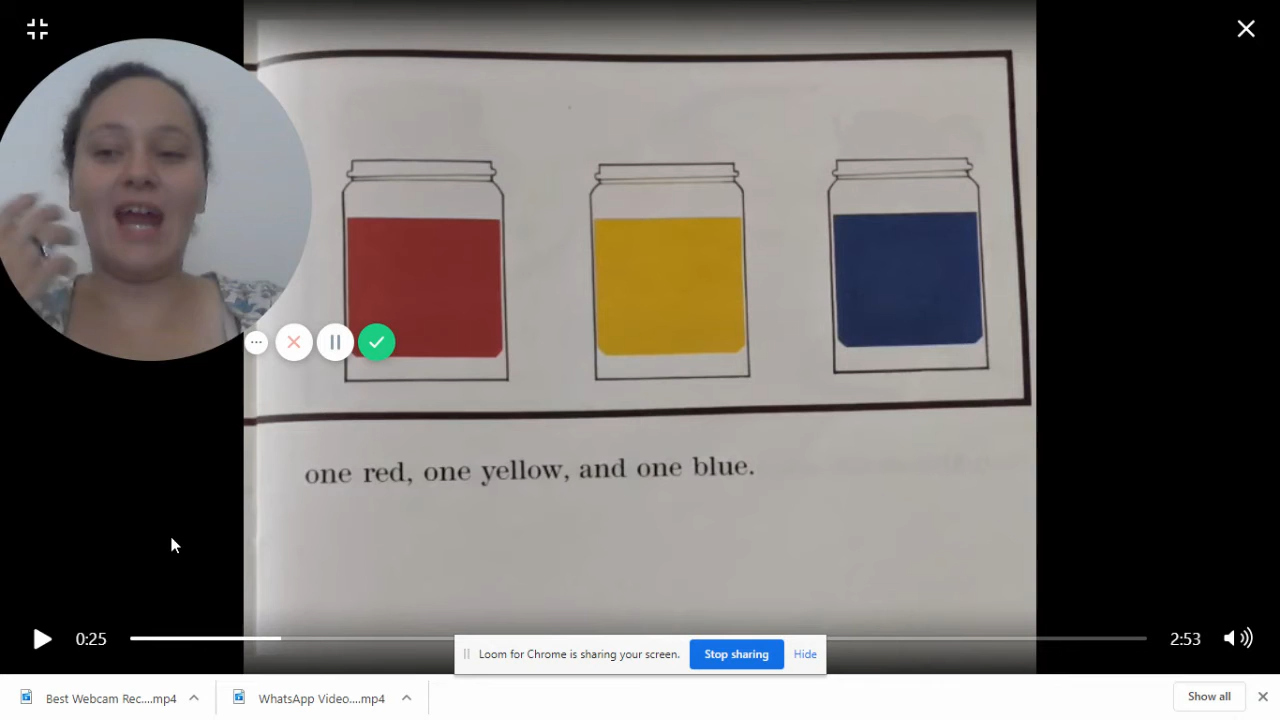 one red, one yellow, and one blue.
0:25
2:53
Loom for Chrome is sharing your screen. Stop sharing Hide
Best Webcam Rec....mp4 WhatsApp Video....mp4 Show all